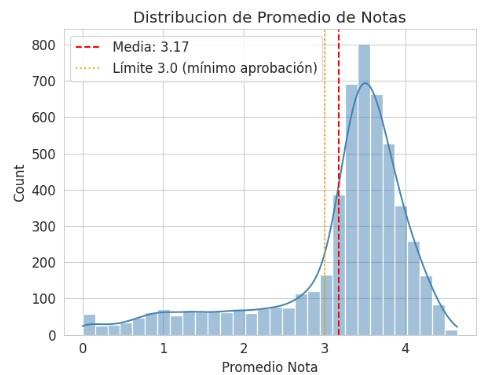 Distribucion de Promedio de Notas
Media: 3.17
Límite 3.0 (mínimo aprobación)
800
700
600
500
400
300
200
100
0
Count
0 1 2 3 4
Promedio Nota